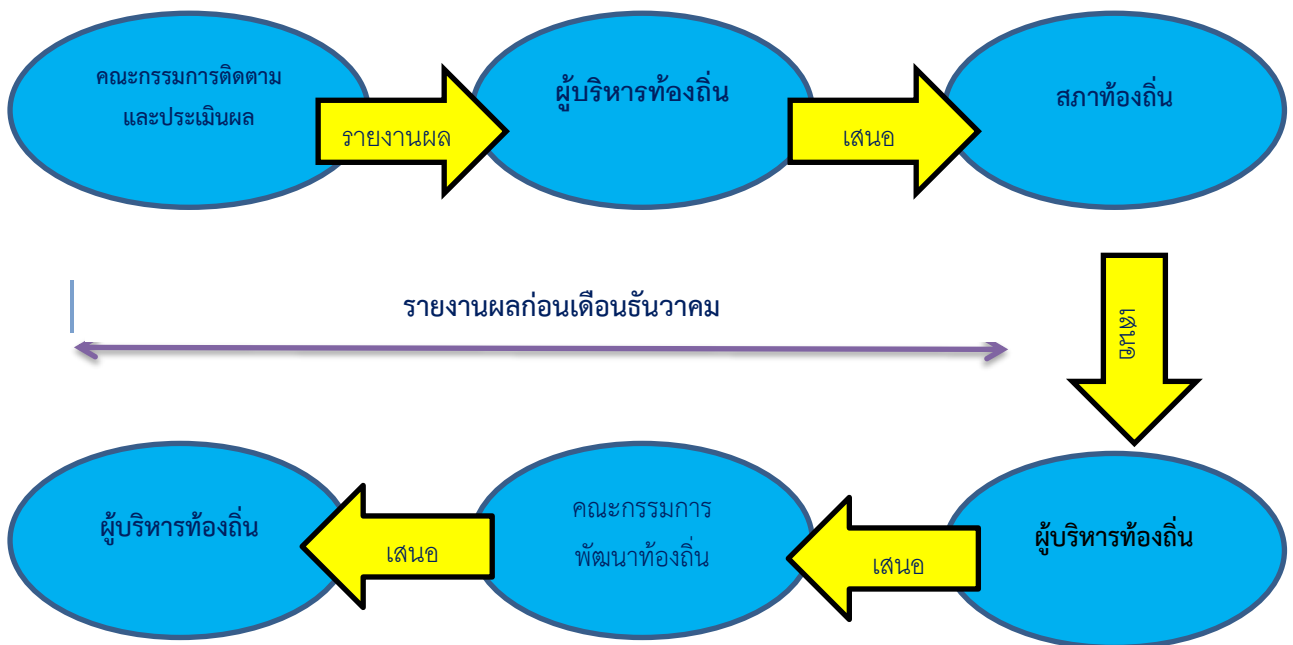 คณะกรรมการติดตาม
และประเมินผล
รายงานผล
ผู้บริหารท้องถิ่น
เสนอ
สภาท้องถิ่น
รายงานผลก่อนเดือนธันวาคม
เสนอ
ผู้บริหารท้องถิ่น
เสนอ
คณะกรรมการ
พัฒนาท้องถิ่น
เสนอ
ผู้บริหารท้องถิ่น